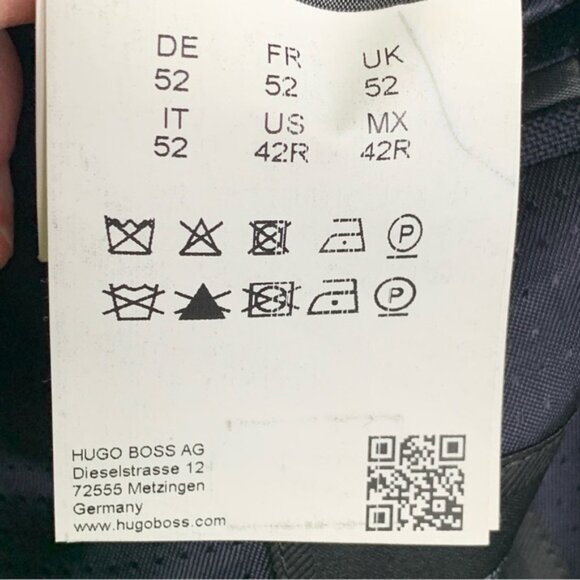 DE FR UK
52 52 52
IT US MX
52 42R 42R
P
P
HUGO BOSS AG
Dieselstrasse 12
72555 Metzingen
Germany
www.hugoboss.com